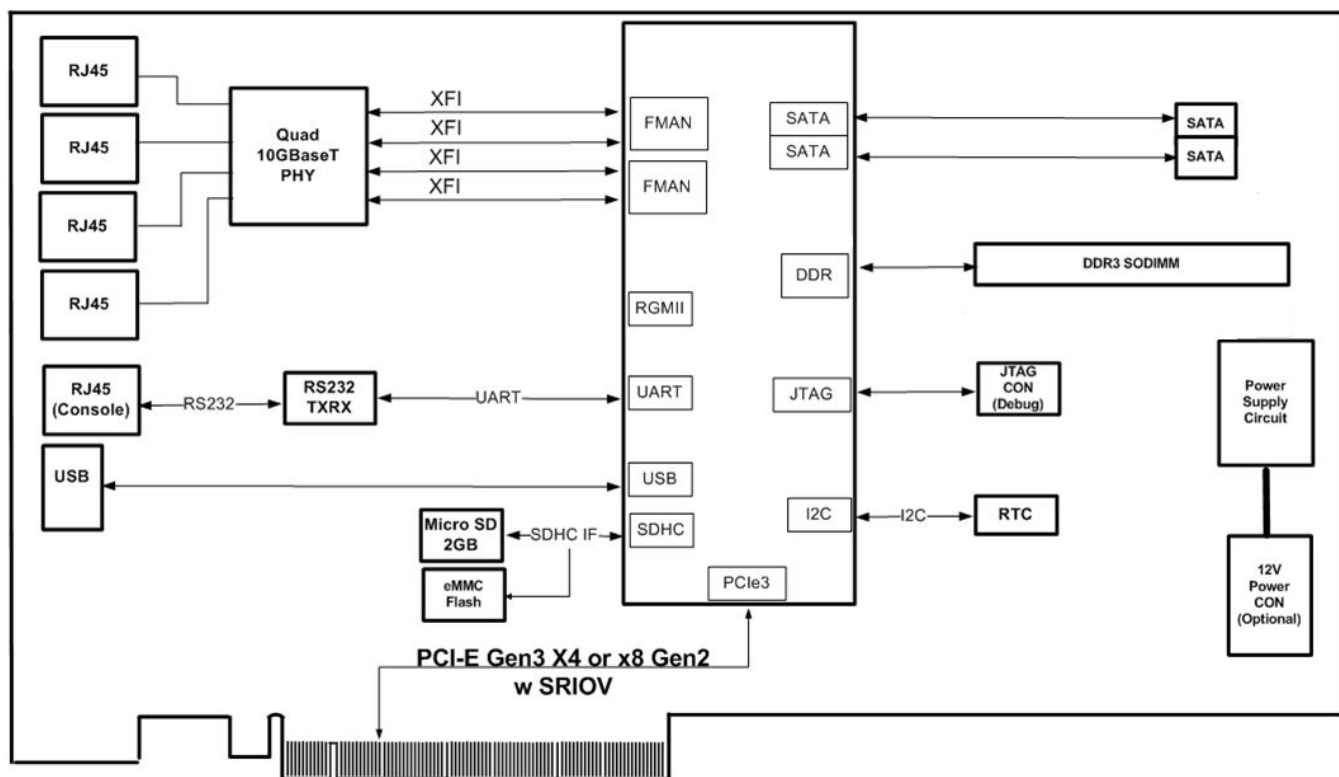 RJ45
RJ45
RJ45
RJ45
Quad
10GBaseT
PHY
XFI
XFI
XFI
XFI
FMAN
FMAN
SATA
SATA
SATA
SATA
DDR
DDR3 SODIMM
RGMII
RJ45
(Console)
RS232
RS232
TXRX
UART
UART
JTAG
JTAG
CON
(Debug)
Power
Supply
Circuit
USB
USB
Micro SD
2GB
SDHC IF
SDHC
I2C
I2C
RTC
eMMC
Flash
PCIe3
12V
Power
CON
(Optional)
PCI-E Gen3 X4 or x8 Gen2
w SRIOV